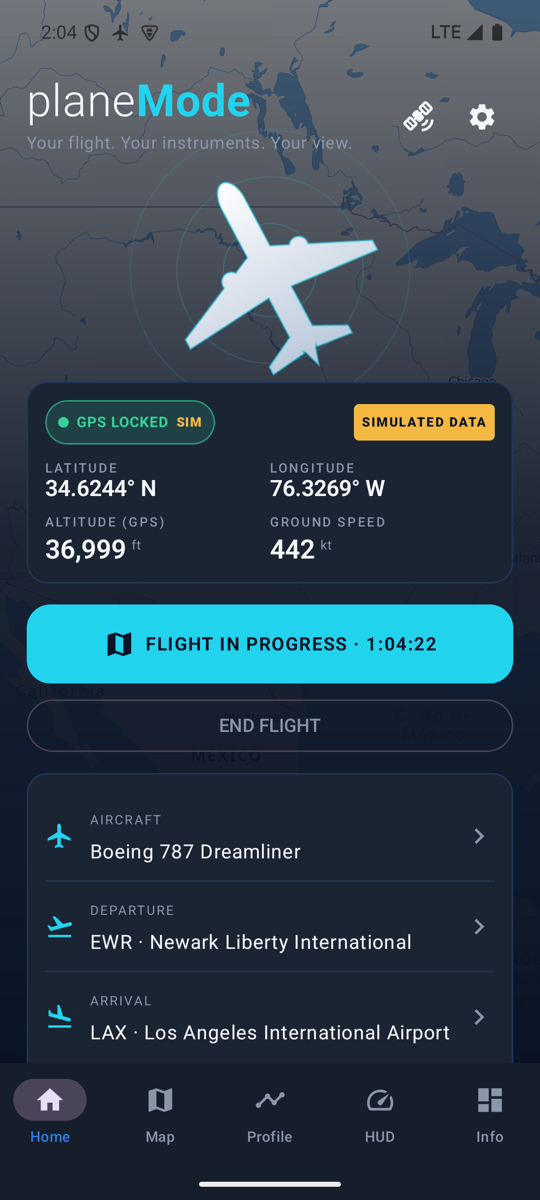 2:04 LTE
planeMode
Your flight. Your instruments. Your view.
Chicago
GPS LOCKED SIM SIMULATED DATA
LATITUDE LONGITUDE
34.6244° N 76.3269° W
ALTITUDE (GPS) GROUND SPEED
36,999 ft 442 kt
FLIGHT IN PROGRESS · 1:04:22
California
END FLIGHT
MÉXICO
AIRCRAFT
Boeing 787 Dreamliner
DEPARTURE
EWR · Newark Liberty International
ARRIVAL
LAX · Los Angeles International Airport
Home Map Profile HUD Info